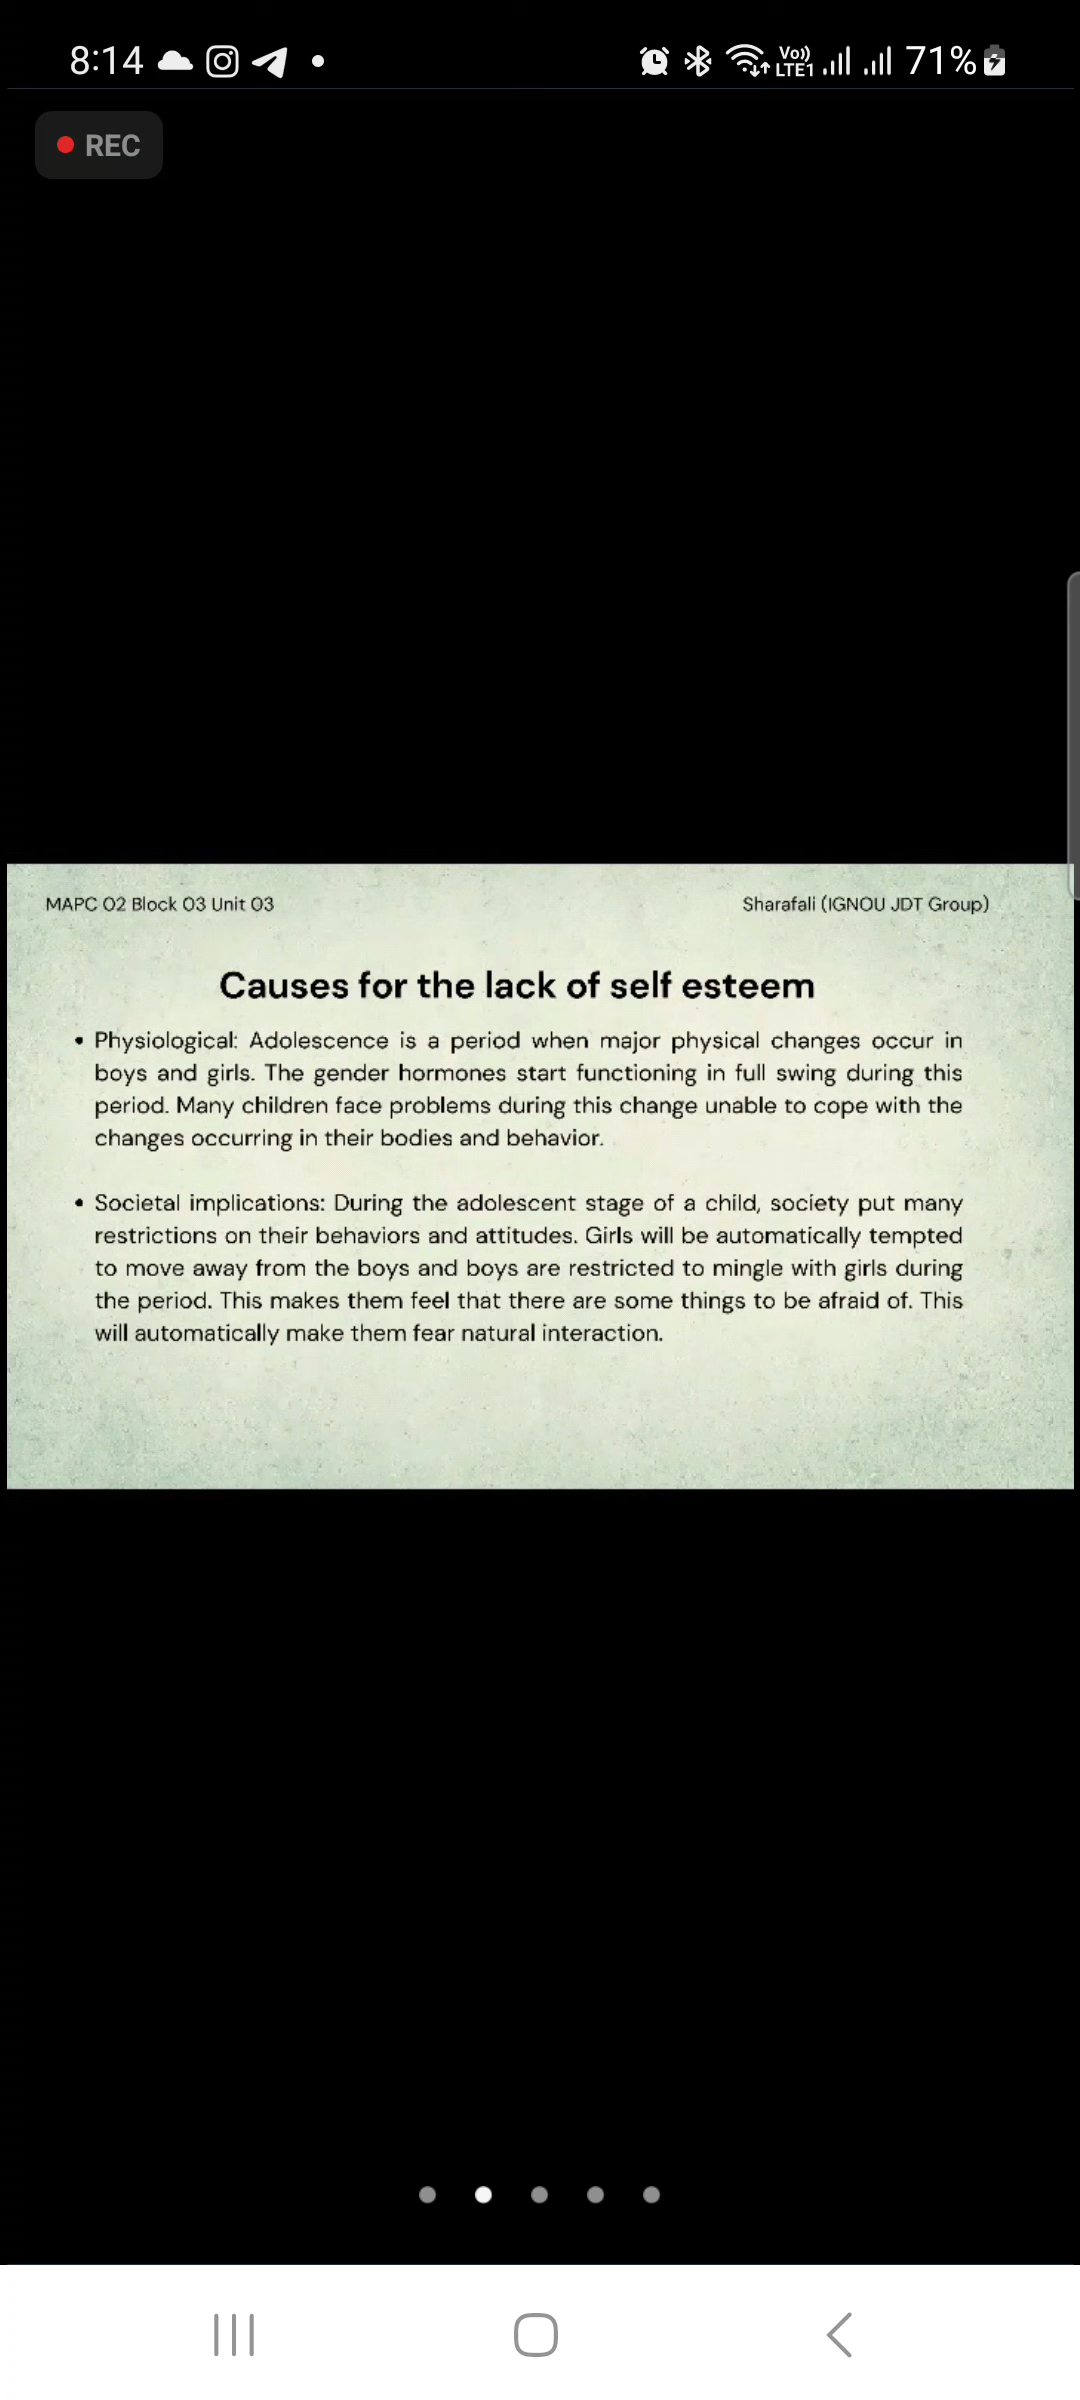 8:14
Vo)) LTE1 71%
REC
MAPC 02 Block 03 Unit 03
Sharafali (IGNOU JDT Group)
Causes for the lack of self esteem
• Physiological: Adolescence is a period when major physical changes occur in
boys and girls. The gender hormones start functioning in full swing during this
period. Many children face problems during this change unable to cope with the
changes occurring in their bodies and behavior.
• Societal implications: During the adolescent stage of a child, society put many
restrictions on their behaviors and attitudes. Girls will be automatically tempted
to move away from the boys and boys are restricted to mingle with girls during
the period. This makes them feel that there are some things to be afraid of. This
will automatically make them fear natural interaction.